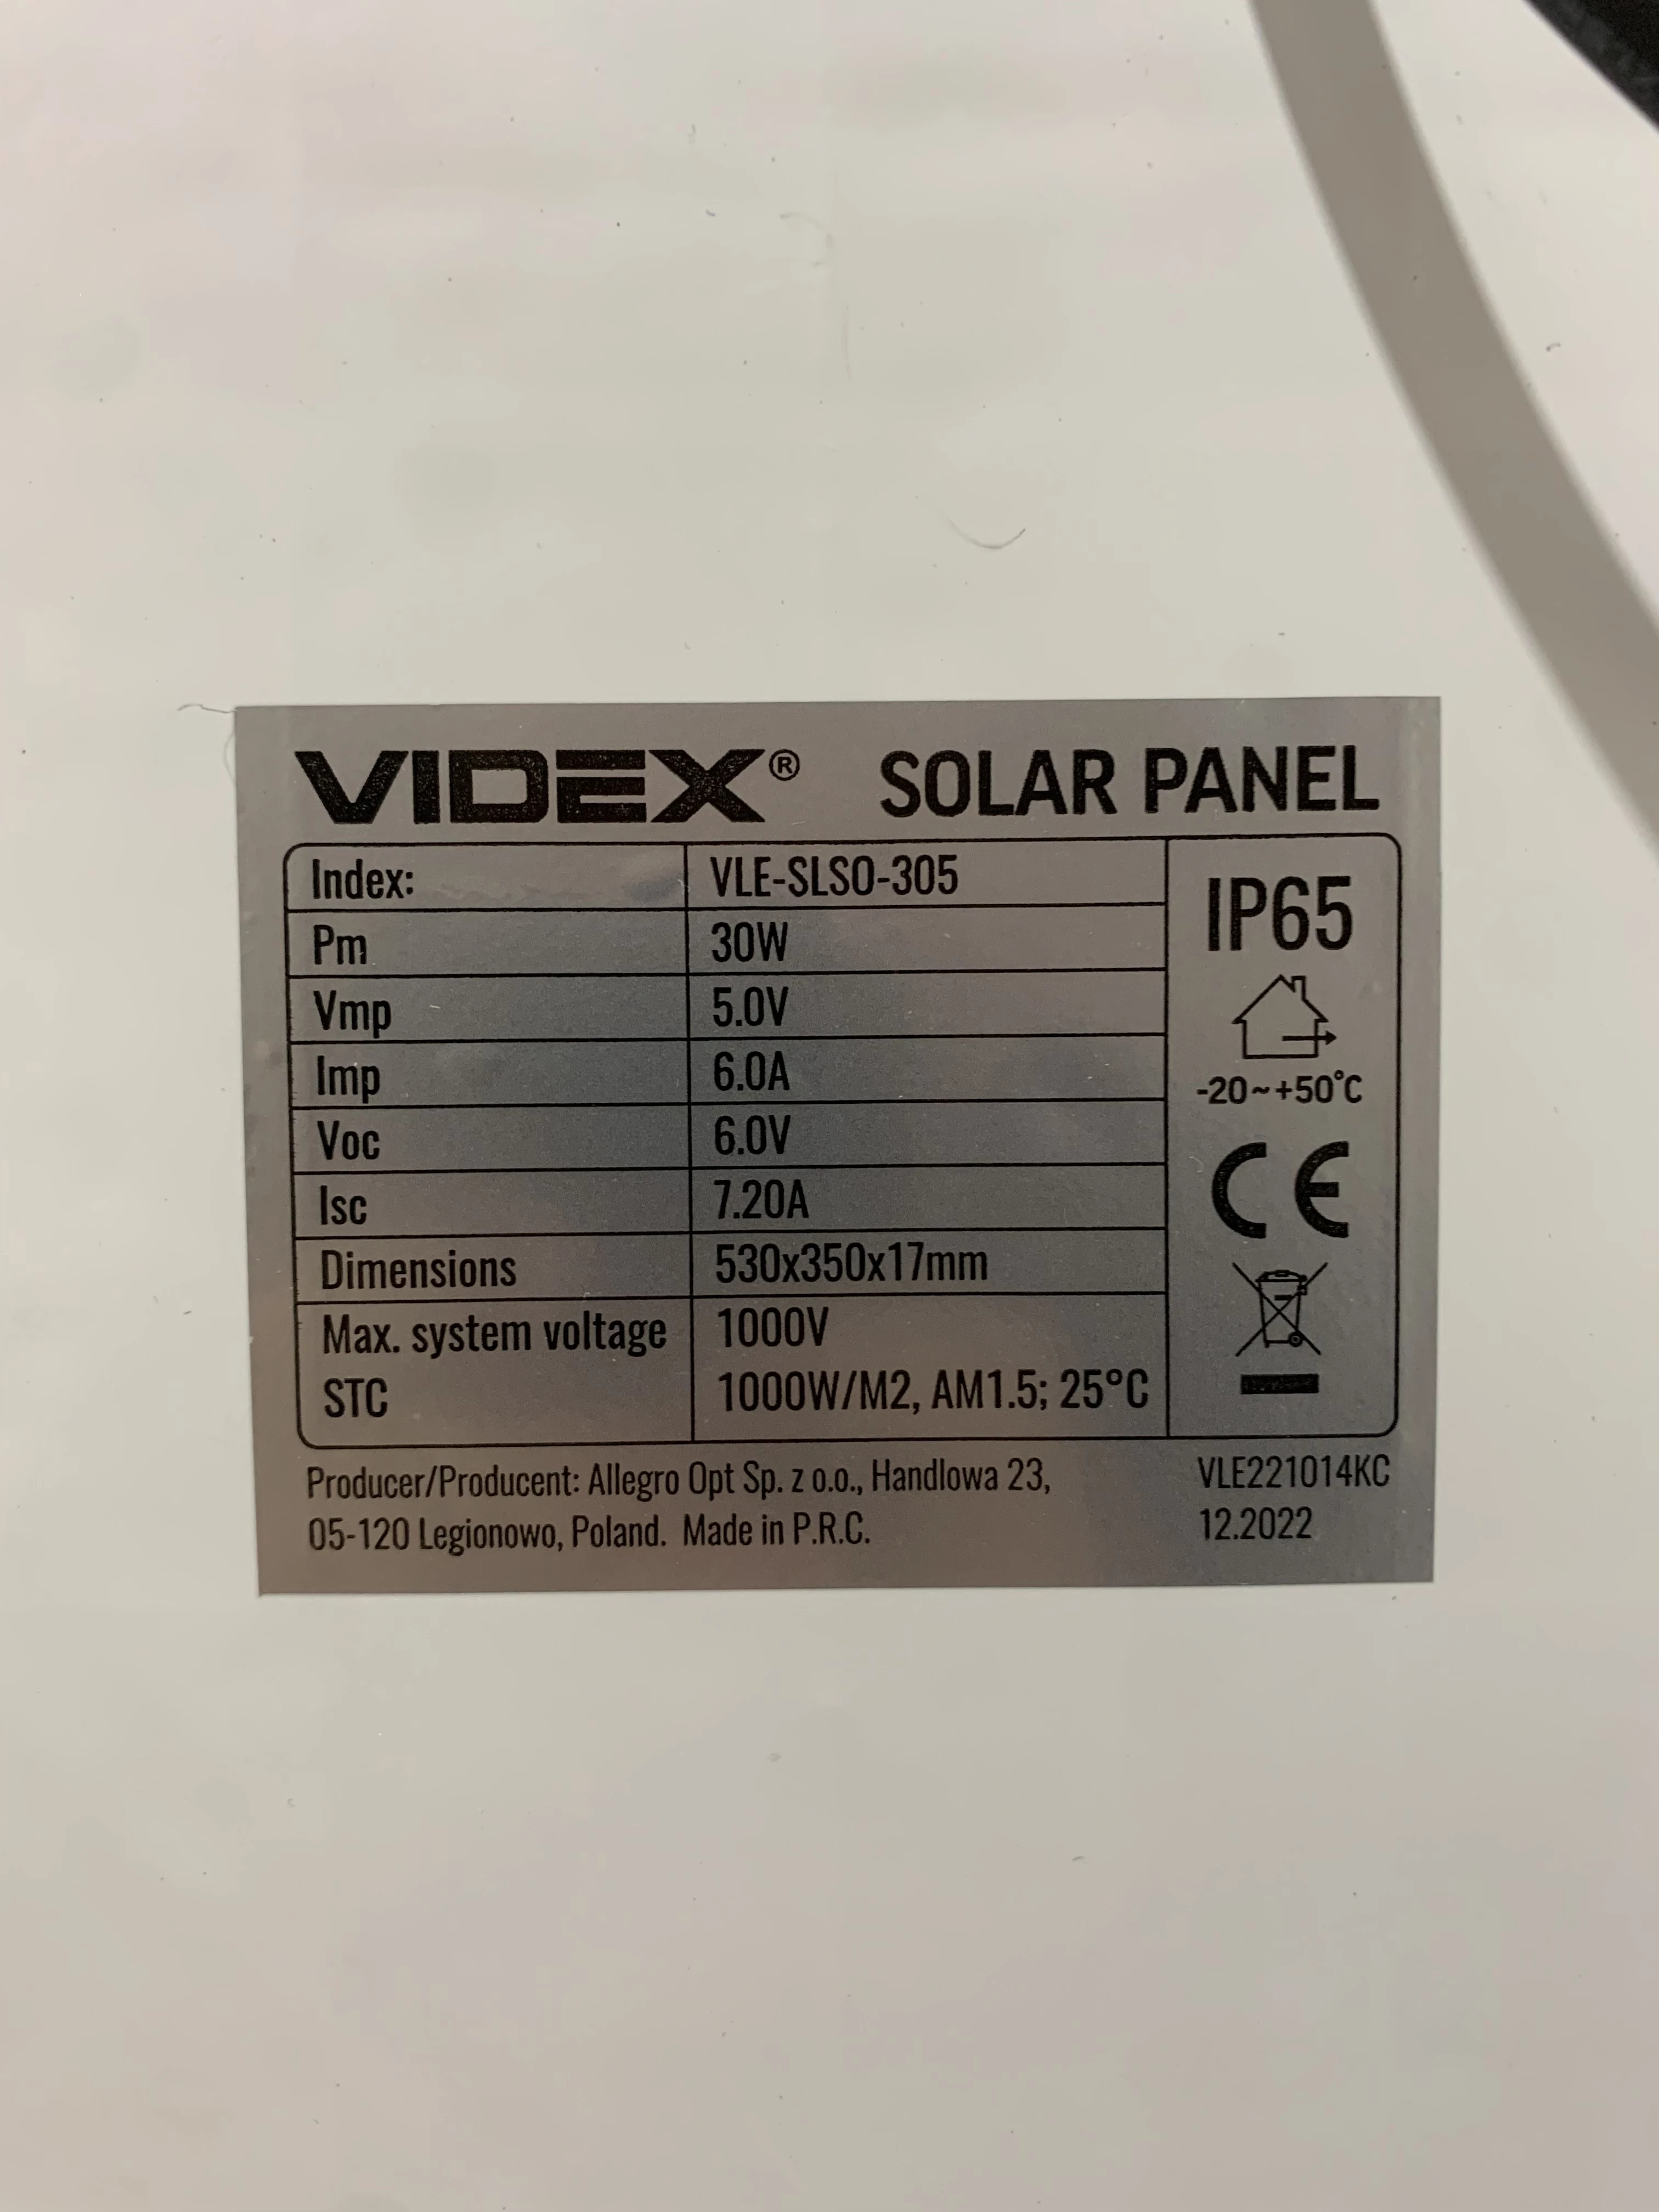 VIDEX® SOLAR PANEL
Index: VLE-SLSO-305
Pm 30W
Vmp 5.0V
Imp 6.0A
Voc 6.0V
Isc 7.20A
Dimensions 530x350x17mm
Max. system voltage 1000V
STC 1000W/M2, AM1.5; 25°C
IP65
-20~+50°C
CE
Producer/Producent: Allegro Opt Sp. z o.o., Handlowa 23,
05-120 Legionowo, Poland. Made in P.R.C.
VLE221014KC
12.2022